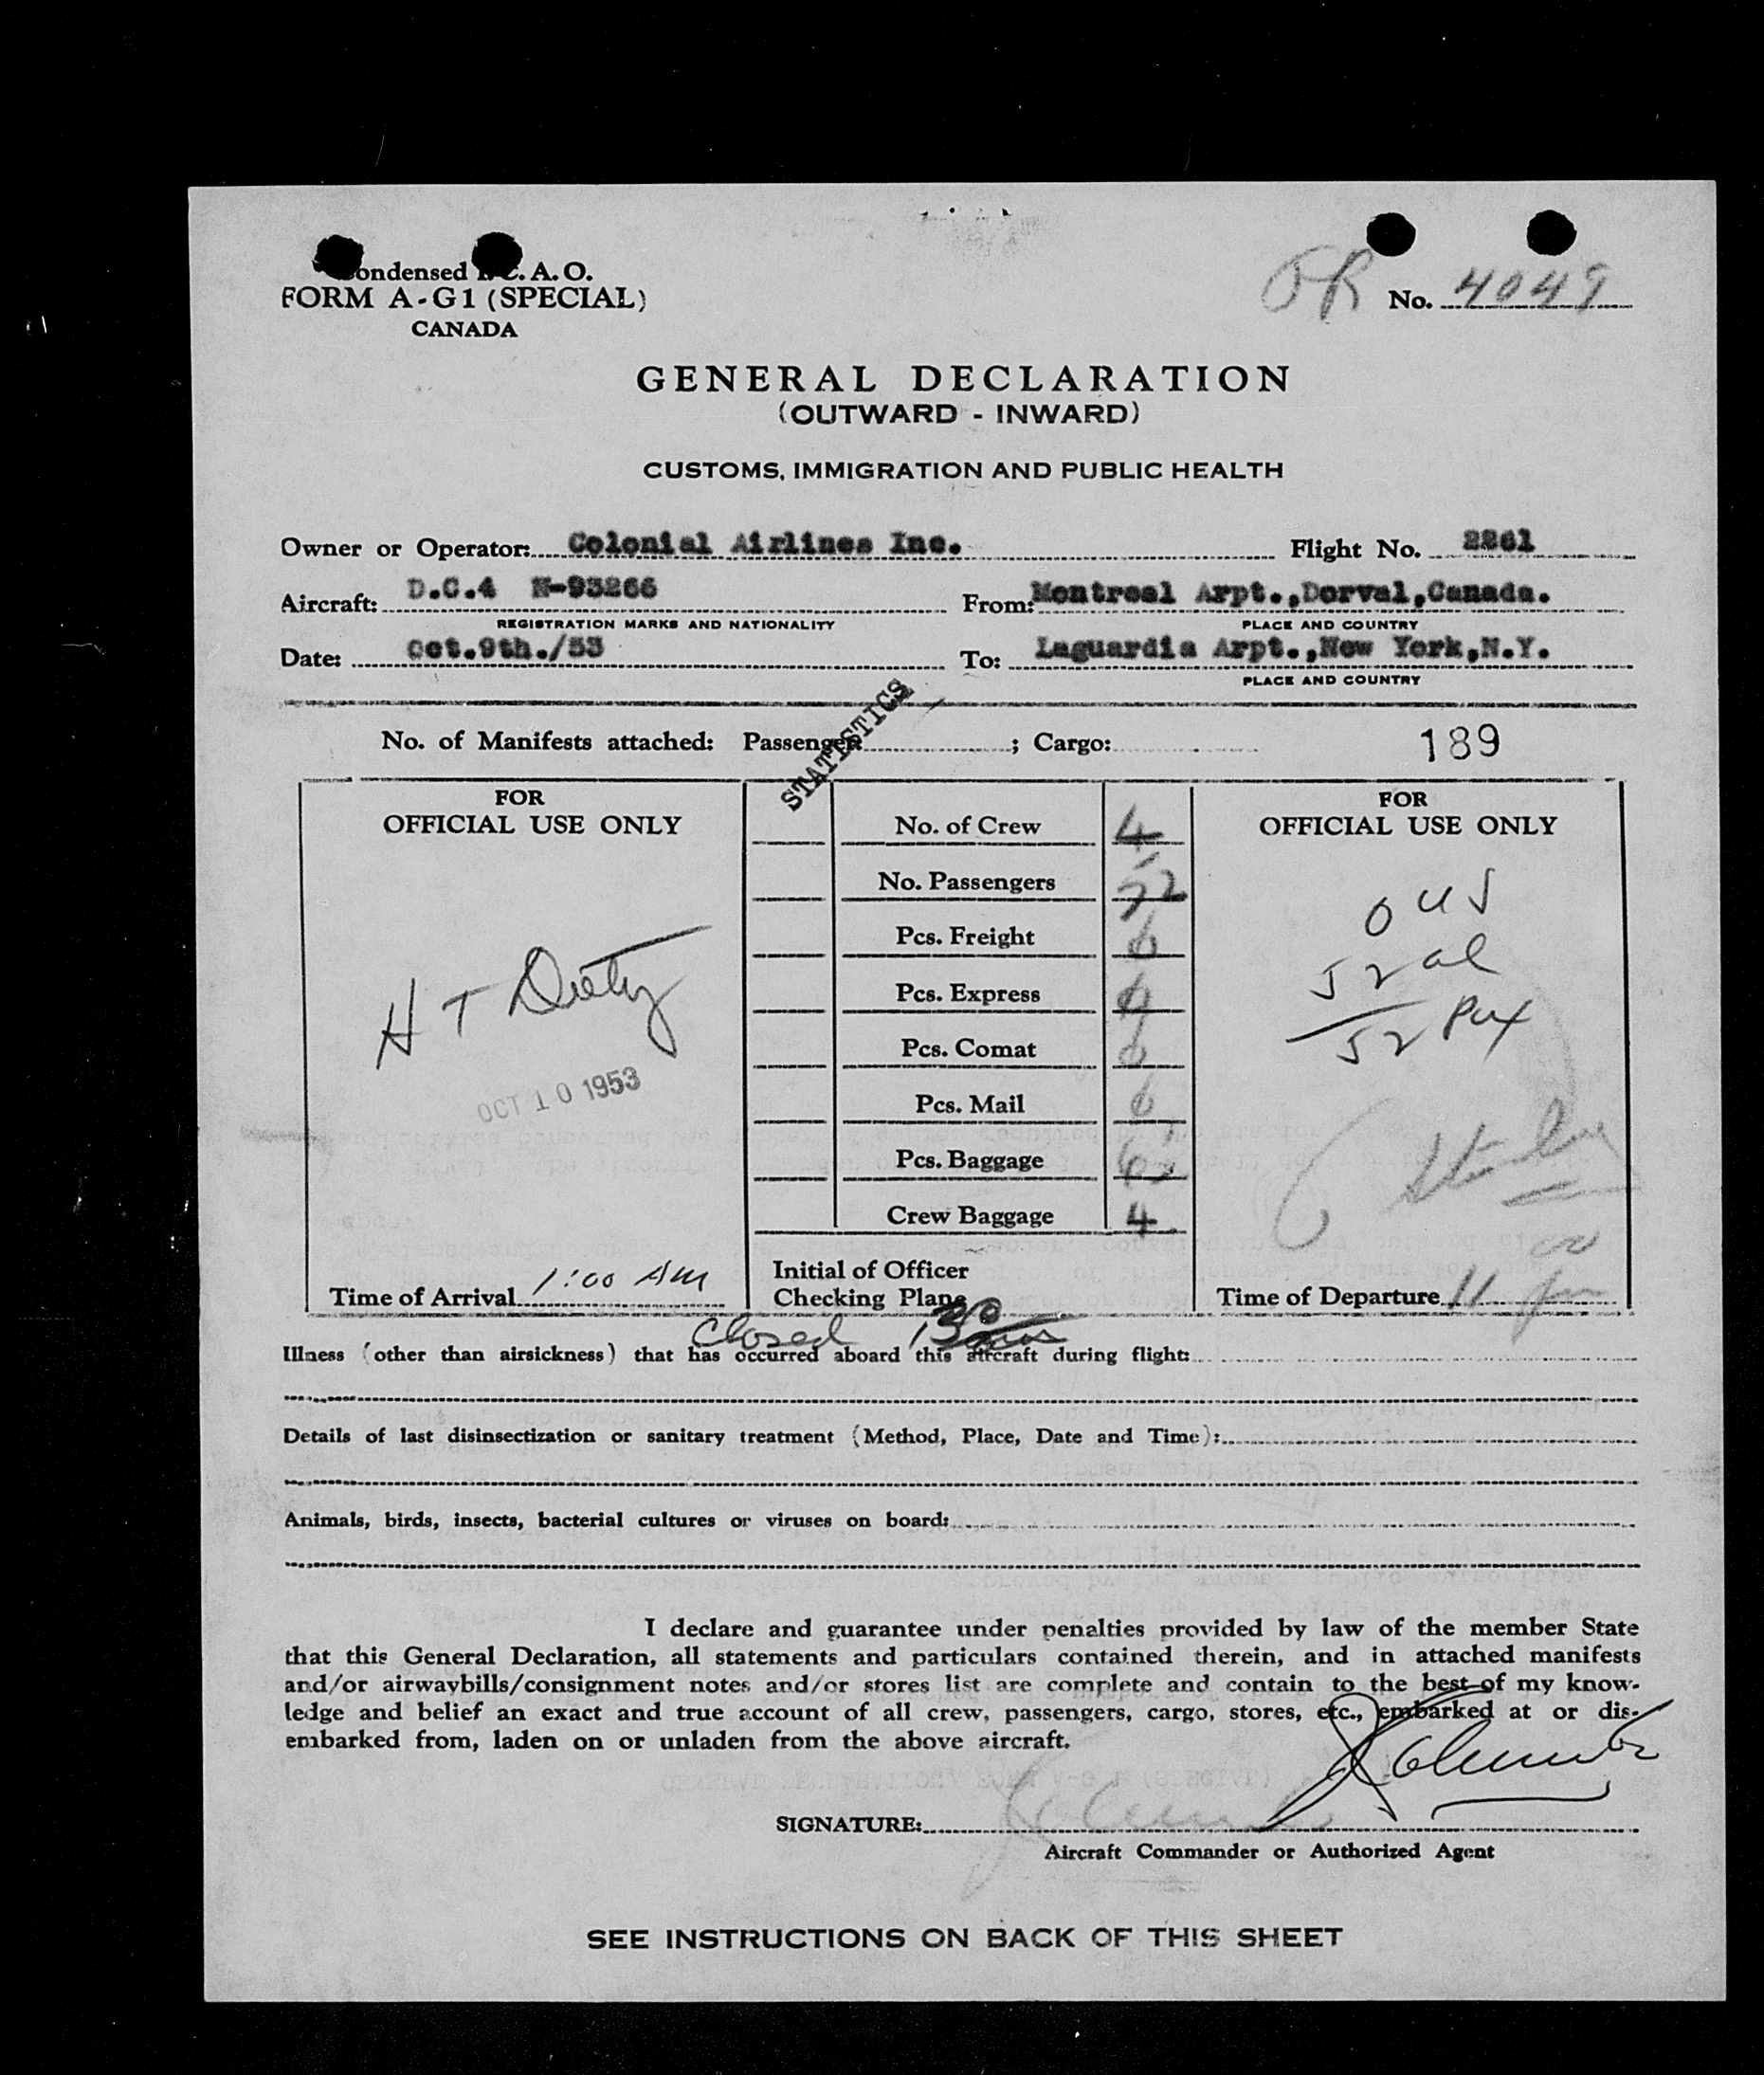 Condensed I.C.A.O.
FORM A-G1 (SPECIAL)
CANADA
OR No. 4049
GENERAL DECLARATION
(OUTWARD - INWARD)
CUSTOMS, IMMIGRATION AND PUBLIC HEALTH
Owner or Operator: Colonial Airlines Inc. Flight No. 2261
Aircraft: D.C.4 N-93266 From: Montreal Arpt.,Dorval,Canada.
REGISTRATION MARKS AND NATIONALITY PLACE AND COUNTRY
Date: Oct.9th./53 To: Laguardia Arpt.,New York,N.Y.
PLACE AND COUNTRY
STATISTICS
No. of Manifests attached: Passenger: ; Cargo: 189
FOR
OFFICIAL USE ONLY
H T Doty
OCT 10 1953
Time of Arrival 1:00 AM
No. of Crew 4
No. Passengers
Pcs. Freight
Pcs. Express
Pcs. Comat
Pcs. Mail
Pcs. Baggage
Crew Baggage 4
Initial of Officer
Checking Plane
FOR
OFFICIAL USE ONLY
0 US
52 al
52 Pax
Time of Departure 11 00 pm
Closed
Illness (other than airsickness) that has occurred aboard this aircraft during flight:
Details of last disinsectization or sanitary treatment (Method, Place, Date and Time):
Animals, birds, insects, bacterial cultures or viruses on board:
I declare and guarantee under penalties provided by law of the member State
that this General Declaration, all statements and particulars contained therein, and in attached manifests
and/or airwaybills/consignment notes and/or stores list are complete and contain to the best of my know-
ledge and belief an exact and true account of all crew, passengers, cargo, stores, etc., embarked at or dis-
embarked from, laden on or unladen from the above aircraft.
SIGNATURE:
Aircraft Commander or Authorized Agent
SEE INSTRUCTIONS ON BACK OF THIS SHEET